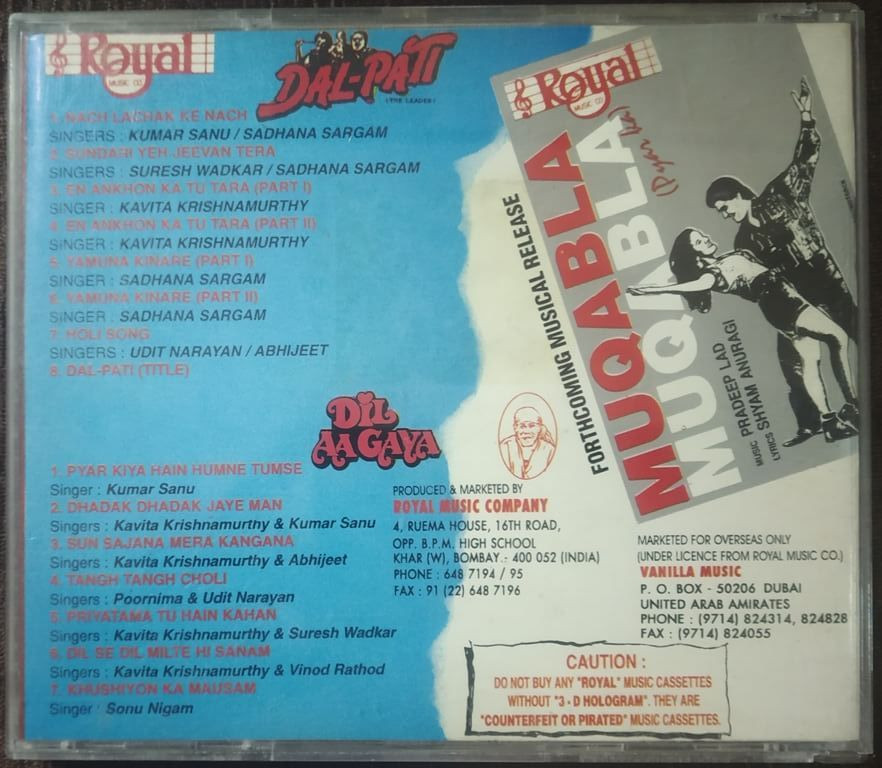 Royal
MUSIC CO.
DAL-PATI
(THE LEADER)
1. NACH LACHAK KE NACH
SINGERS : KUMAR SANU / SADHANA SARGAM
2. SUNDARI YEH JEEVAN TERA
SINGERS : SURESH WADKAR / SADHANA SARGAM
3. EN ANKHON KA TU TARA (PART I)
SINGER : KAVITA KRISHNAMURTHY
4. EN ANKHON KA TU TARA (PART II)
SINGER : KAVITA KRISHNAMURTHY
5. YAMUNA KINARE (PART I)
SINGER : SADHANA SARGAM
6. YAMUNA KINARE (PART II)
SINGER : SADHANA SARGAM
7. HOLI SONG
SINGERS : UDIT NARAYAN / ABHIJEET
8. DAL-PATI (TITLE)
DIL
AA GAYA
1. PYAR KIYA HAIN HUMNE TUMSE
Singer : Kumar Sanu
2. DHADAK DHADAK JAYE MAN
Singers : Kavita Krishnamurthy & Kumar Sanu
3. SUN SAJANA MERA KANGANA
Singers : Kavita Krishnamurthy & Abhijeet
4. TANGH TANGH CHOLI
Singers : Poornima & Udit Narayan
5. PRIYATAMA TU HAIN KAHAN
Singers : Kavita Krishnamurthy & Suresh Wadkar
6. DIL SE DIL MILTE HI SANAM
Singers : Kavita Krishnamurthy & Vinod Rathod
7. KHUSHIYON KA MAUSAM
Singer : Sonu Nigam
FORTHCOMING MUSICAL RELEASE
Royal
MUSIC CO
MUQABLA
MUQABLA
(Pyar ka)
MUSIC PRADEEP LAD
LYRICS SHYAM ANURAGI
PRODUCED & MARKETED BY
ROYAL MUSIC COMPANY
4, RUEMA HOUSE, 16TH ROAD,
OPP. B.P.M. HIGH SCHOOL
KHAR (W), BOMBAY.- 400 052 (INDIA)
PHONE : 648 7194 / 95
FAX : 91 (22) 648 7196
MARKETED FOR OVERSEAS ONLY
(UNDER LICENCE FROM ROYAL MUSIC CO.)
VANILLA MUSIC
P. O. BOX - 50206 DUBAI
UNITED ARAB AMIRATES
PHONE : (9714) 824314, 824828
FAX : (9714) 824055
CAUTION :
DO NOT BUY ANY "ROYAL" MUSIC CASSETTES
WITHOUT "3 - D HOLOGRAM". THEY ARE
"COUNTERFEIT OR PIRATED" MUSIC CASSETTES.